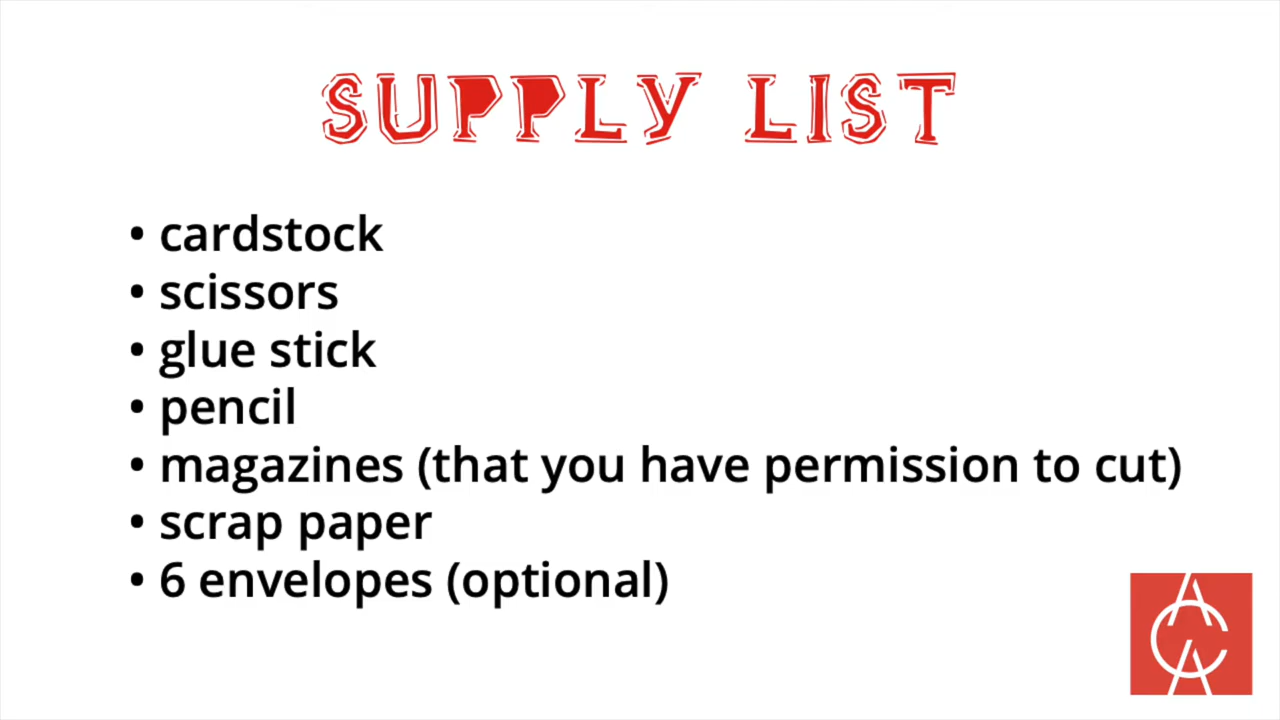 SUPPLY LIST
• cardstock
• scissors
• glue stick
• pencil
• magazines (that you have permission to cut)
• scrap paper
• 6 envelopes (optional)
ACA